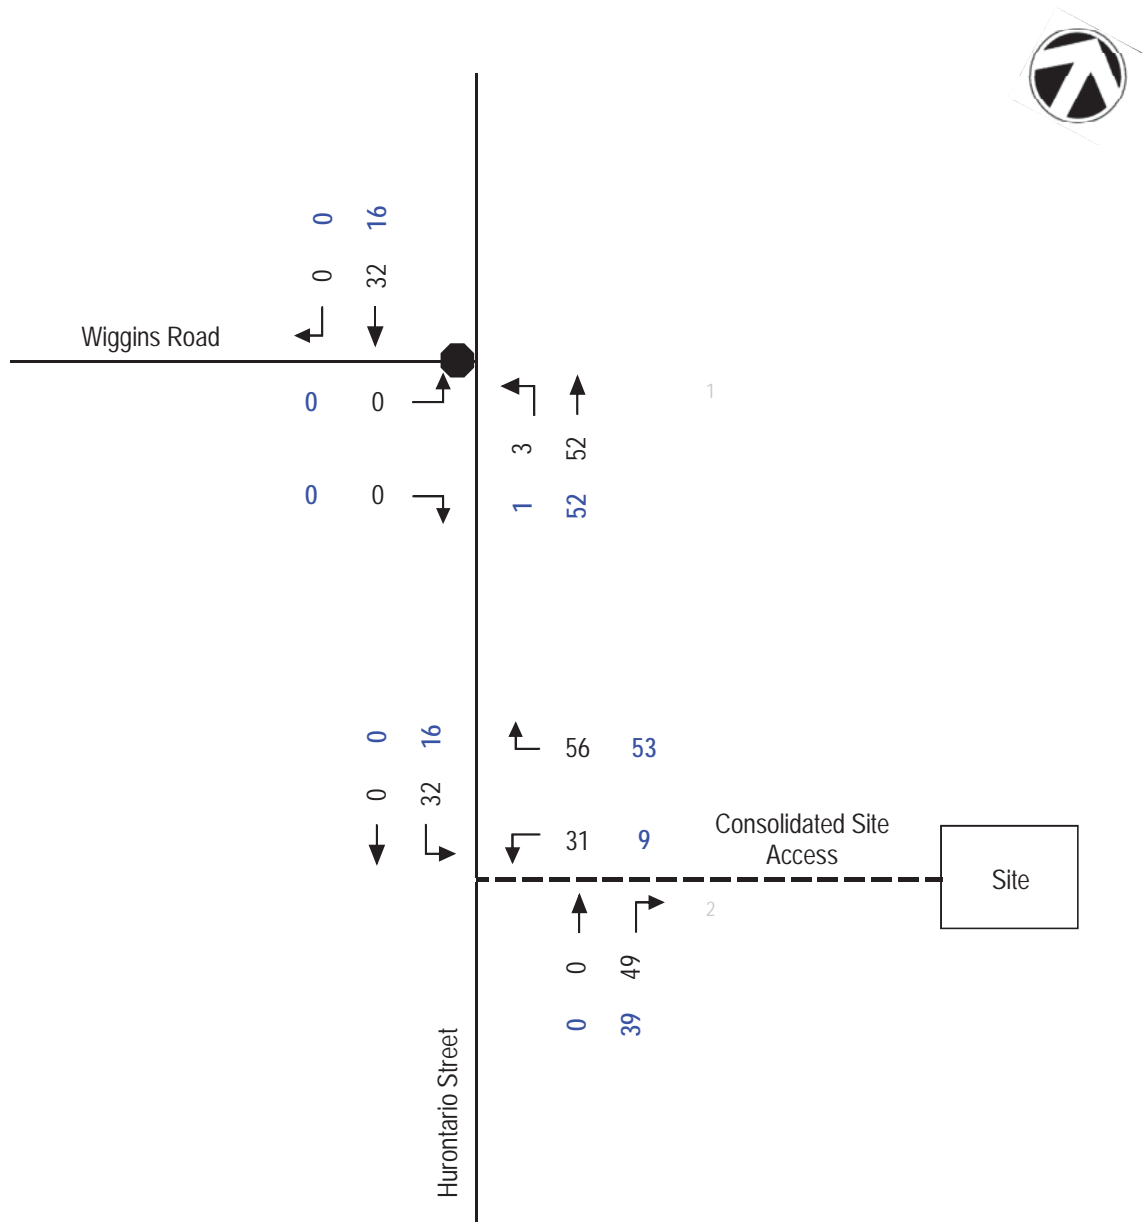 0 16
0 32
Wiggins Road
0 0
1
3 52
0 0
1 52
0 16
56 53
0 32
31 9
Consolidated Site
Access
Site
2
0 49
0 39
Hurontario Street